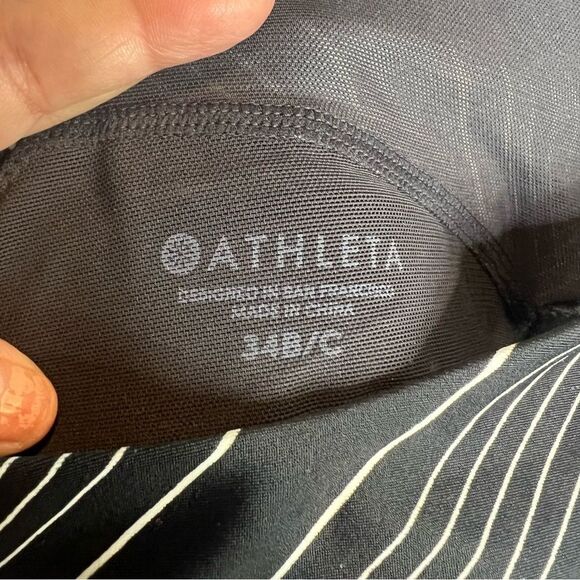 ATHLETA
DESIGNED IN SAN FRANCISCO
MADE IN CHINA
34B/C